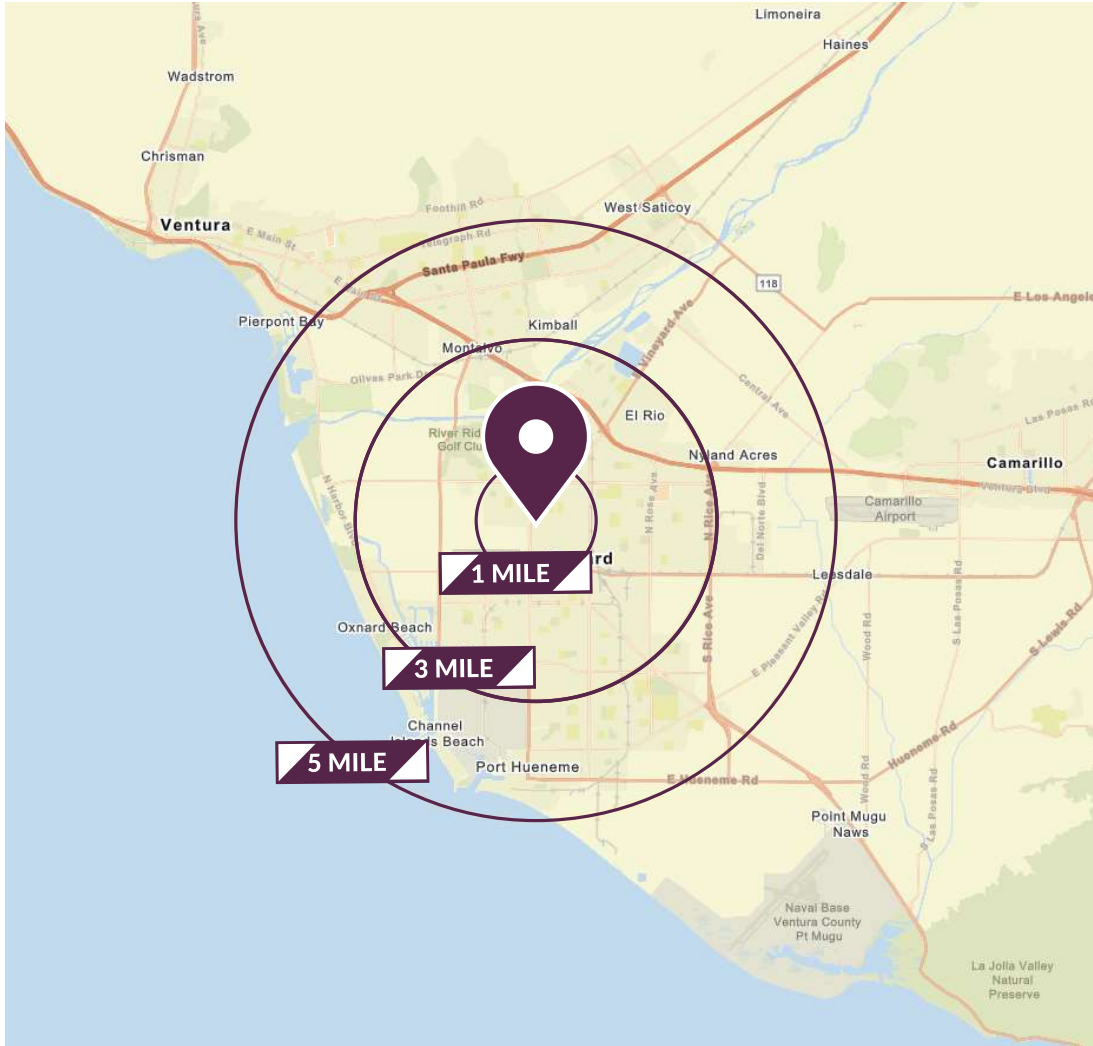 Limoneira
Haines
Wadstrom
Chrisman
Foothill Rd
West Saticoy
Ventura
E Main St
Telegraph Rd
Santa Paula Fwy
118
E Los Angele
Pierpont Bay
Kimball
Montalvo
N Vineyard Ave
Olivas Park Dr
Central Ave
El Rio
Las Posas Rd
River Rid
Golf Clu
Nyland Acres
Camarillo
Ventura Blvd
N Harbor Blvd
N Rose Ave
N Rice Ave
Del Norte Blvd
Camarillo
Airport
rd
1 MILE
Leesdale
S Las Posas Rd
Oxnard Beach
S Rice Ave
E Pleasant Valley Rd
Wood Rd
S Lewis Rd
3 MILE
Channel
Islands Beach
5 MILE
Port Hueneme
E Hueneme Rd
Hueneme Rd
Wood Rd
S Las Posas Rd
Point Mugu
Naws
Naval Base
Ventura County
Pt Mugu
La Jolla Valley
Natural
Preserve